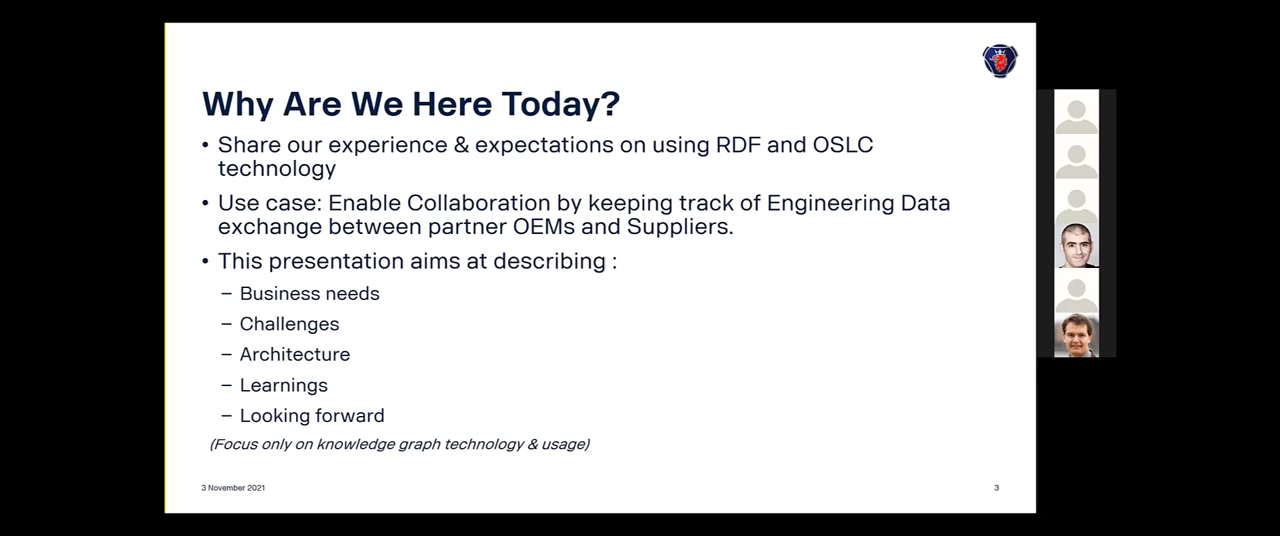 Why Are We Here Today?
• Share our experience & expectations on using RDF and OSLC
technology
• Use case: Enable Collaboration by keeping track of Engineering Data
exchange between partner OEMs and Suppliers.
• This presentation aims at describing :
– Business needs
– Challenges
– Architecture
– Learnings
– Looking forward
(Focus only on knowledge graph technology & usage)
3 November 2021
3